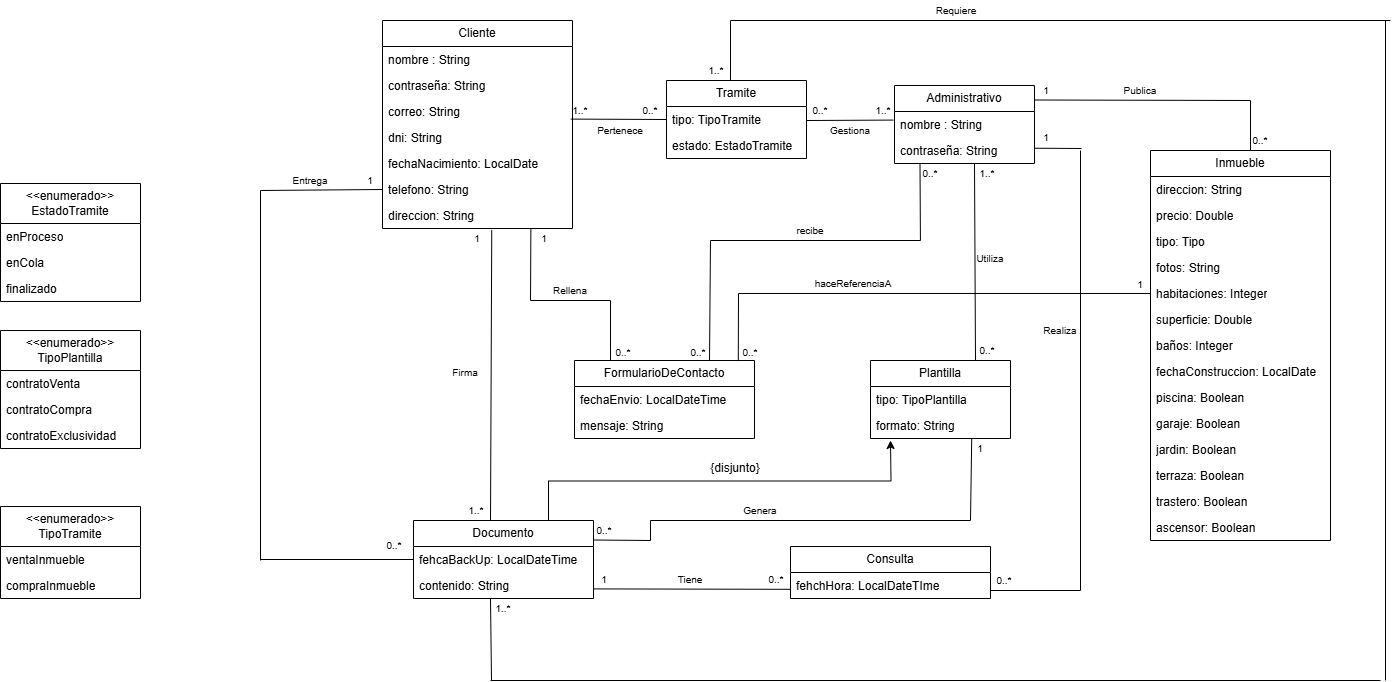 Requiere
Cliente
nombre : String
contraseña: String
correo: String
dni: String
fechaNacimiento: LocalDate
telefono: String
direccion: String
1..*
0..*
Pertenece
1..*
Tramite
tipo: TipoTramite
estado: EstadoTramite
0..*
1..*
Gestiona
Administrativo
nombre : String
contraseña: String
1
Publica
0..*
1
Inmueble
direccion: String
precio: Double
tipo: Tipo
fotos: String
habitaciones: Integer
superficie: Double
baños: Integer
fechaConstruccion: LocalDate
piscina: Boolean
garaje: Boolean
jardin: Boolean
terraza: Boolean
trastero: Boolean
ascensor: Boolean
Entrega
1
<<enumerado>>
EstadoTramite
enProceso
enCola
finalizado
1
1
0..*
1..*
recibe
Utiliza
Rellena
haceReferenciaA
1
Realiza
<<enumerado>>
TipoPlantilla
contratoVenta
contratoCompra
contratoExclusividad
Firma
0..*
0..*
0..*
0..*
FormularioDeContacto
fechaEnvio: LocalDateTime
mensaje: String
Plantilla
tipo: TipoPlantilla
formato: String
1
{disjunto}
Genera
<<enumerado>>
TipoTramite
ventaInmueble
compraInmueble
1..*
0..*
0..*
Documento
fehcaBackUp: LocalDateTime
contenido: String
1
Tiene
0..*
Consulta
fehchHora: LocalDateTIme
0..*
1..*